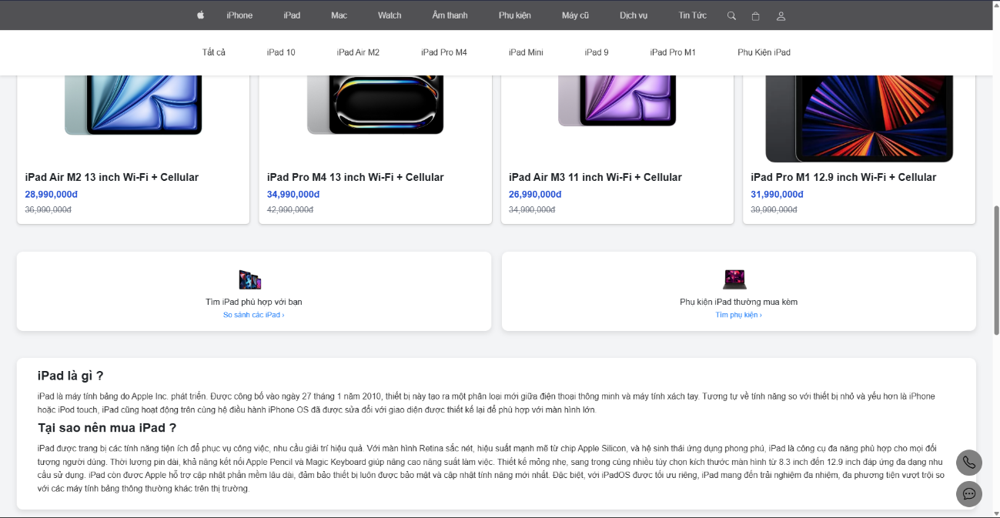 iPhone iPad Mac Watch Âm thanh Phụ kiện Máy cũ Dịch vụ Tin Tức
Tất cả iPad 10 iPad Air M2 iPad Pro M4 iPad Mini iPad 9 iPad Pro M1 Phụ Kiện iPad
iPad Air M2 13 inch Wi-Fi + Cellular
28,990,000đ
36,990,000đ
iPad Pro M4 13 inch Wi-Fi + Cellular
34,990,000đ
42,990,000đ
iPad Air M3 11 inch Wi-Fi + Cellular
26,990,000đ
34,990,000đ
iPad Pro M1 12.9 inch Wi-Fi + Cellular
31,990,000đ
39,990,000đ
Tìm iPad phù hợp với bạn
So sánh các iPad ›
Phụ kiện iPad thường mua kèm
Tìm phụ kiện ›
iPad là gì ?
iPad là máy tính bảng do Apple Inc. phát triển. Được công bố vào ngày 27 tháng 1 năm 2010, thiết bị này tạo ra một phân loại mới giữa điện thoại thông minh và máy tính xách tay. Tương tự về tính năng so với thiết bị nhỏ và yếu hơn là iPhone
hoặc iPod touch, iPad cũng hoạt động trên cùng hệ điều hành iPhone OS đã được sửa đổi với giao diện được thiết kế lại để phù hợp với màn hình lớn.
Tại sao nên mua iPad ?
iPad được trang bị các tính năng tiện ích để phục vụ công việc, nhu cầu giải trí hiệu quả. Với màn hình Retina sắc nét, hiệu suất mạnh mẽ từ chip Apple Silicon, và hệ sinh thái ứng dụng phong phú, iPad là công cụ đa năng phù hợp cho mọi đối
tượng người dùng. Thời lượng pin dài, khả năng kết nối Apple Pencil và Magic Keyboard giúp nâng cao năng suất làm việc. Thiết kế mỏng nhẹ, sang trọng cùng nhiều tùy chọn kích thước màn hình từ 8.3 inch đến 12.9 inch đáp ứng đa dạng nhu
cầu sử dụng. iPad còn được Apple hỗ trợ cập nhật phần mềm lâu dài, đảm bảo thiết bị luôn được bảo mật và cập nhật tính năng mới nhất. Đặc biệt, với iPadOS được tối ưu riêng, iPad mang đến trải nghiệm đa nhiệm, đa phương tiện vượt trội so
với các máy tính bảng thông thường khác trên thị trường.